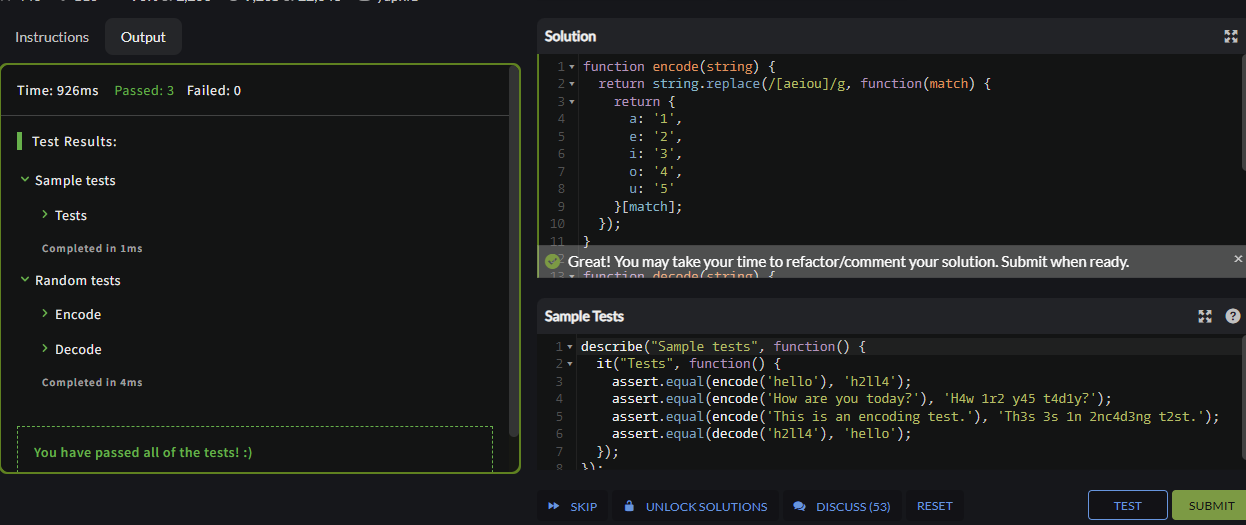 Instructions
Output
Time: 926ms Passed: 3 Failed: 0
Test Results:
Sample tests
Tests
Completed in 1ms
Random tests
Encode
Decode
Completed in 4ms
You have passed all of the tests! :)
Solution
1 function encode(string) {
2 return string.replace(/[aeiou]/g, function(match) {
3 return {
4 a: '1',
5 e: '2',
6 i: '3',
7 o: '4',
8 u: '5'
9 }[match];
10 });
11 }
Great! You may take your time to refactor/comment your solution. Submit when ready.
13 function decode(string) {
Sample Tests
1 describe("Sample tests", function() {
2 it("Tests", function() {
3 assert.equal(encode('hello'), 'h2ll4');
4 assert.equal(encode('How are you today?'), 'H4w 1r2 y45 t4d1y?');
5 assert.equal(encode('This is an encoding test.'), 'Th3s 3s 1n 2nc4d3ng t2st.');
6 assert.equal(decode('h2ll4'), 'hello');
7 });
8 });
SKIP
UNLOCK SOLUTIONS
DISCUSS (53)
RESET
TEST
SUBMIT